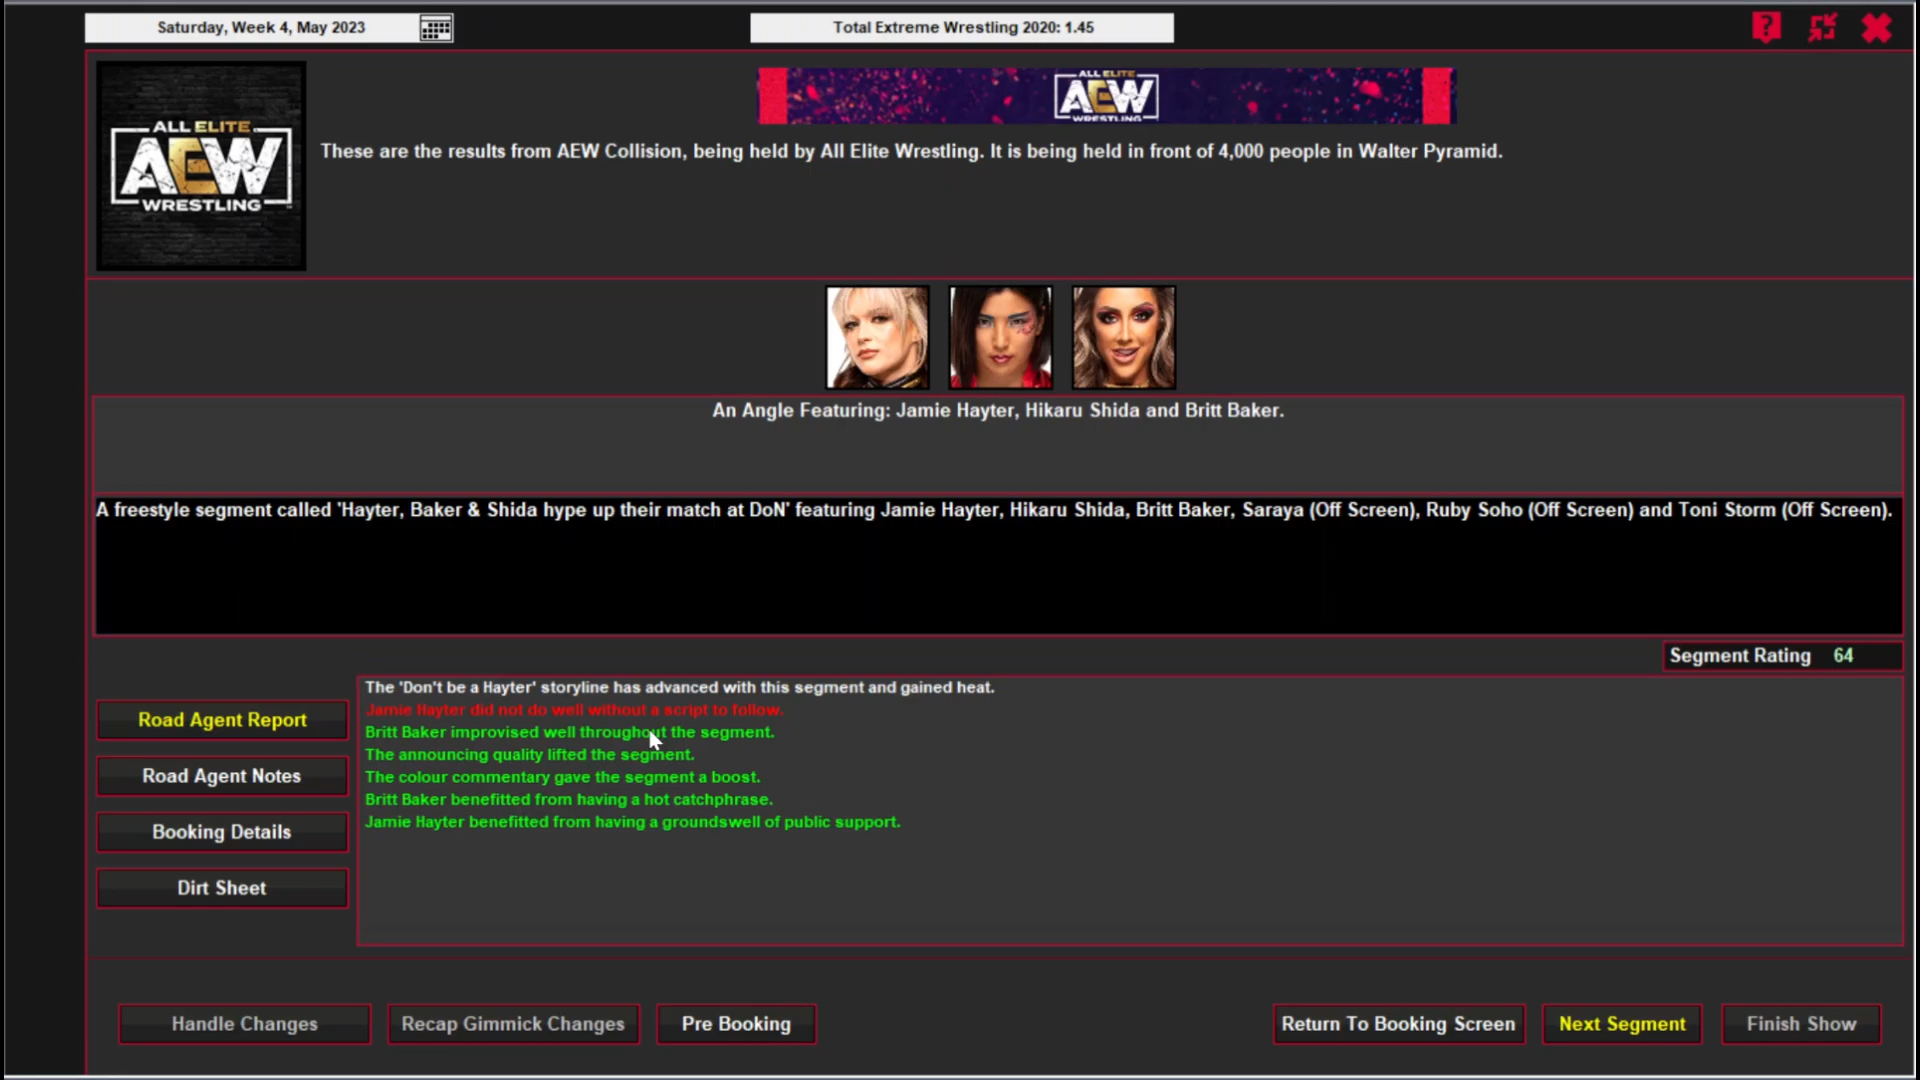 Saturday, Week 4, May 2023
Total Extreme Wrestling 2020: 1.45
?
ALL ELITE
AEW
WRESTLING
ALL ELITE
AEW
WRESTLING
These are the results from AEW Collision, being held by All Elite Wrestling. It is being held in front of 4,000 people in Walter Pyramid.
An Angle Featuring: Jamie Hayter, Hikaru Shida and Britt Baker.
A freestyle segment called 'Hayter, Baker & Shida hype up their match at DoN' featuring Jamie Hayter, Hikaru Shida, Britt Baker, Saraya (Off Screen), Ruby Soho (Off Screen) and Toni Storm (Off Screen).
Segment Rating 64
Road Agent Report
Road Agent Notes
Booking Details
Dirt Sheet
The 'Don't be a Hayter' storyline has advanced with this segment and gained heat.
Jamie Hayter did not do well without a script to follow.
Britt Baker improvised well throughout the segment.
The announcing quality lifted the segment.
The colour commentary gave the segment a boost.
Britt Baker benefitted from having a hot catchphrase.
Jamie Hayter benefitted from having a groundswell of public support.
Handle Changes
Recap Gimmick Changes
Pre Booking
Return To Booking Screen
Next Segment
Finish Show